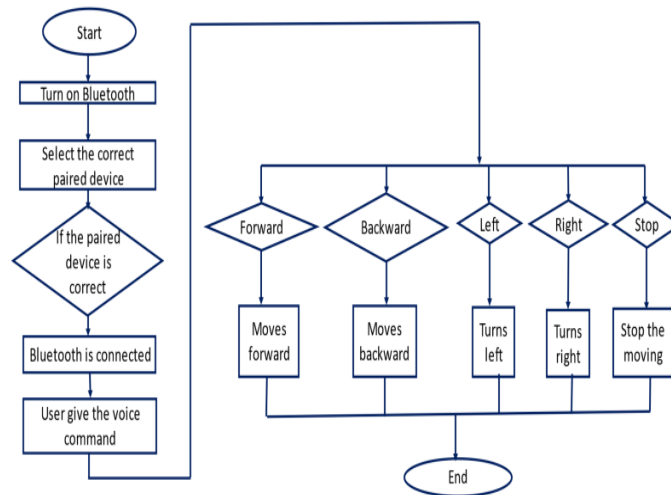 Start
Turn on Bluetooth
Select the correct
paired device
If the paired
device is
correct
Bluetooth is connected
User give the voice
command
Forward
Backward
Left
Right
Stop
Moves
forward
Moves
backward
Turns
left
Turns
right
Stop the
moving
End